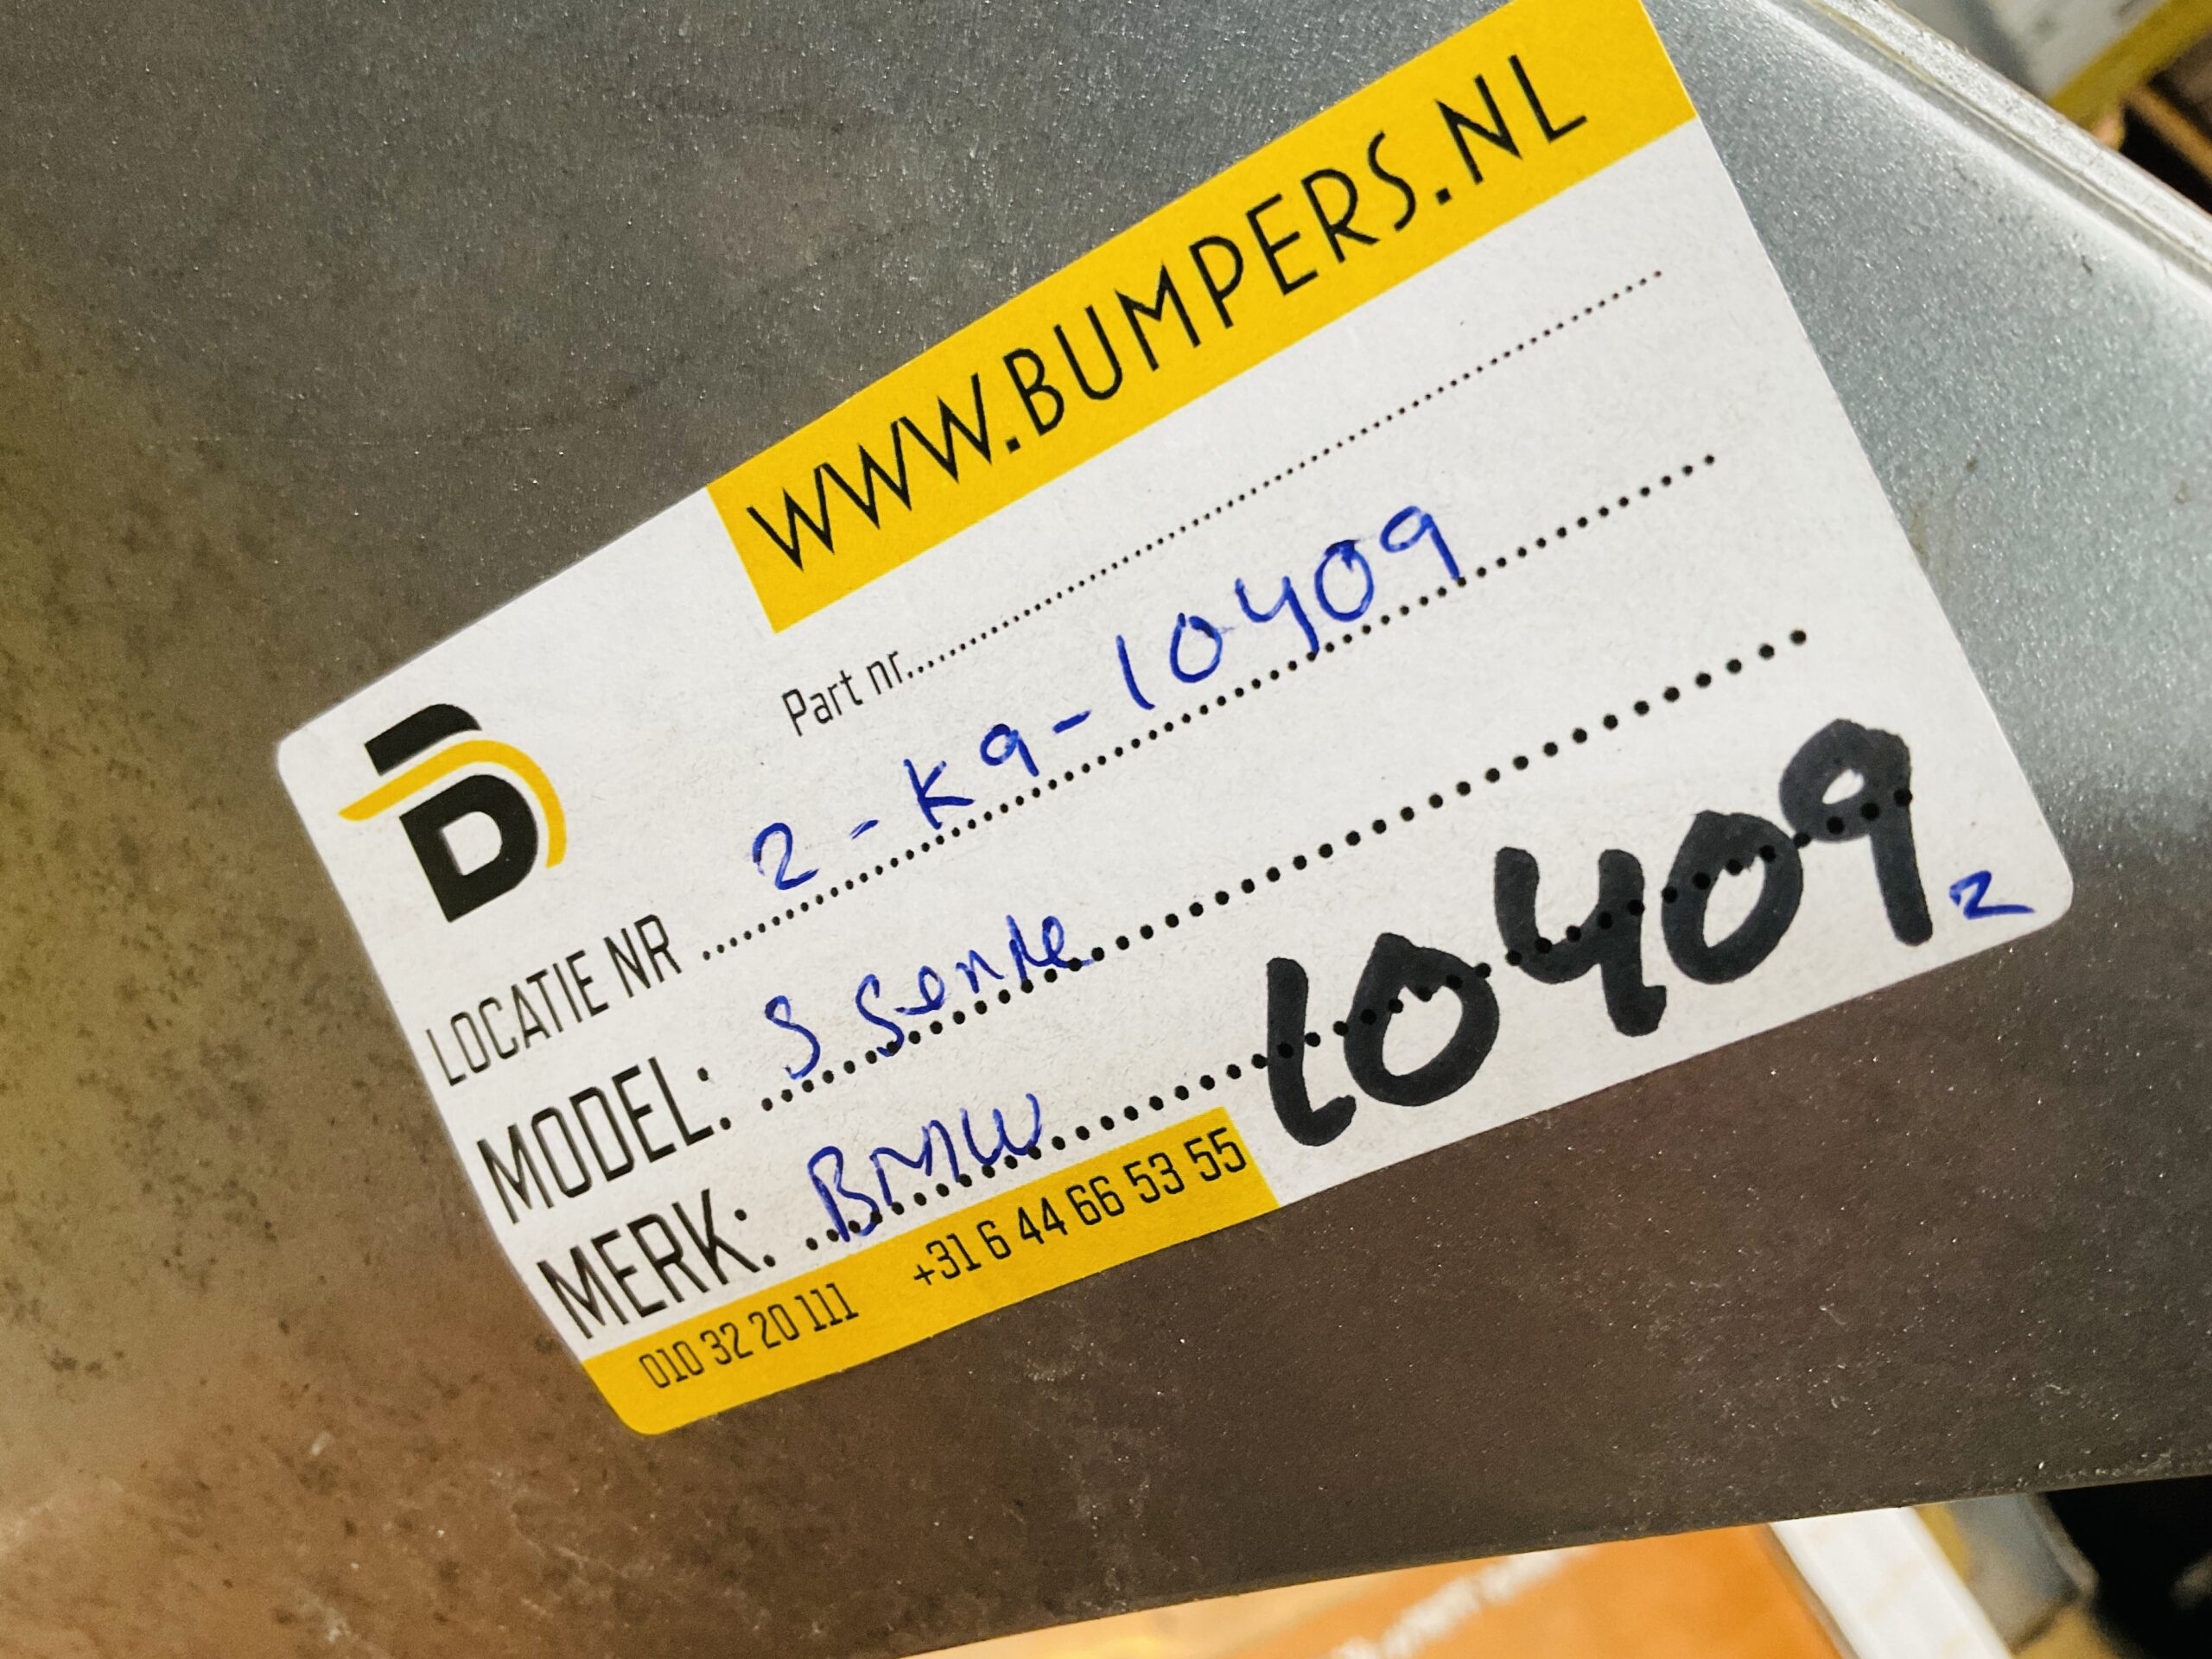 WWW.BUMPERS.NL
Part nr.
LOCATIE NR 2-K9-10409
MODEL: Serie
MERK: BMW
10409 2
010 32 20 111 +31 6 44 66 53 55